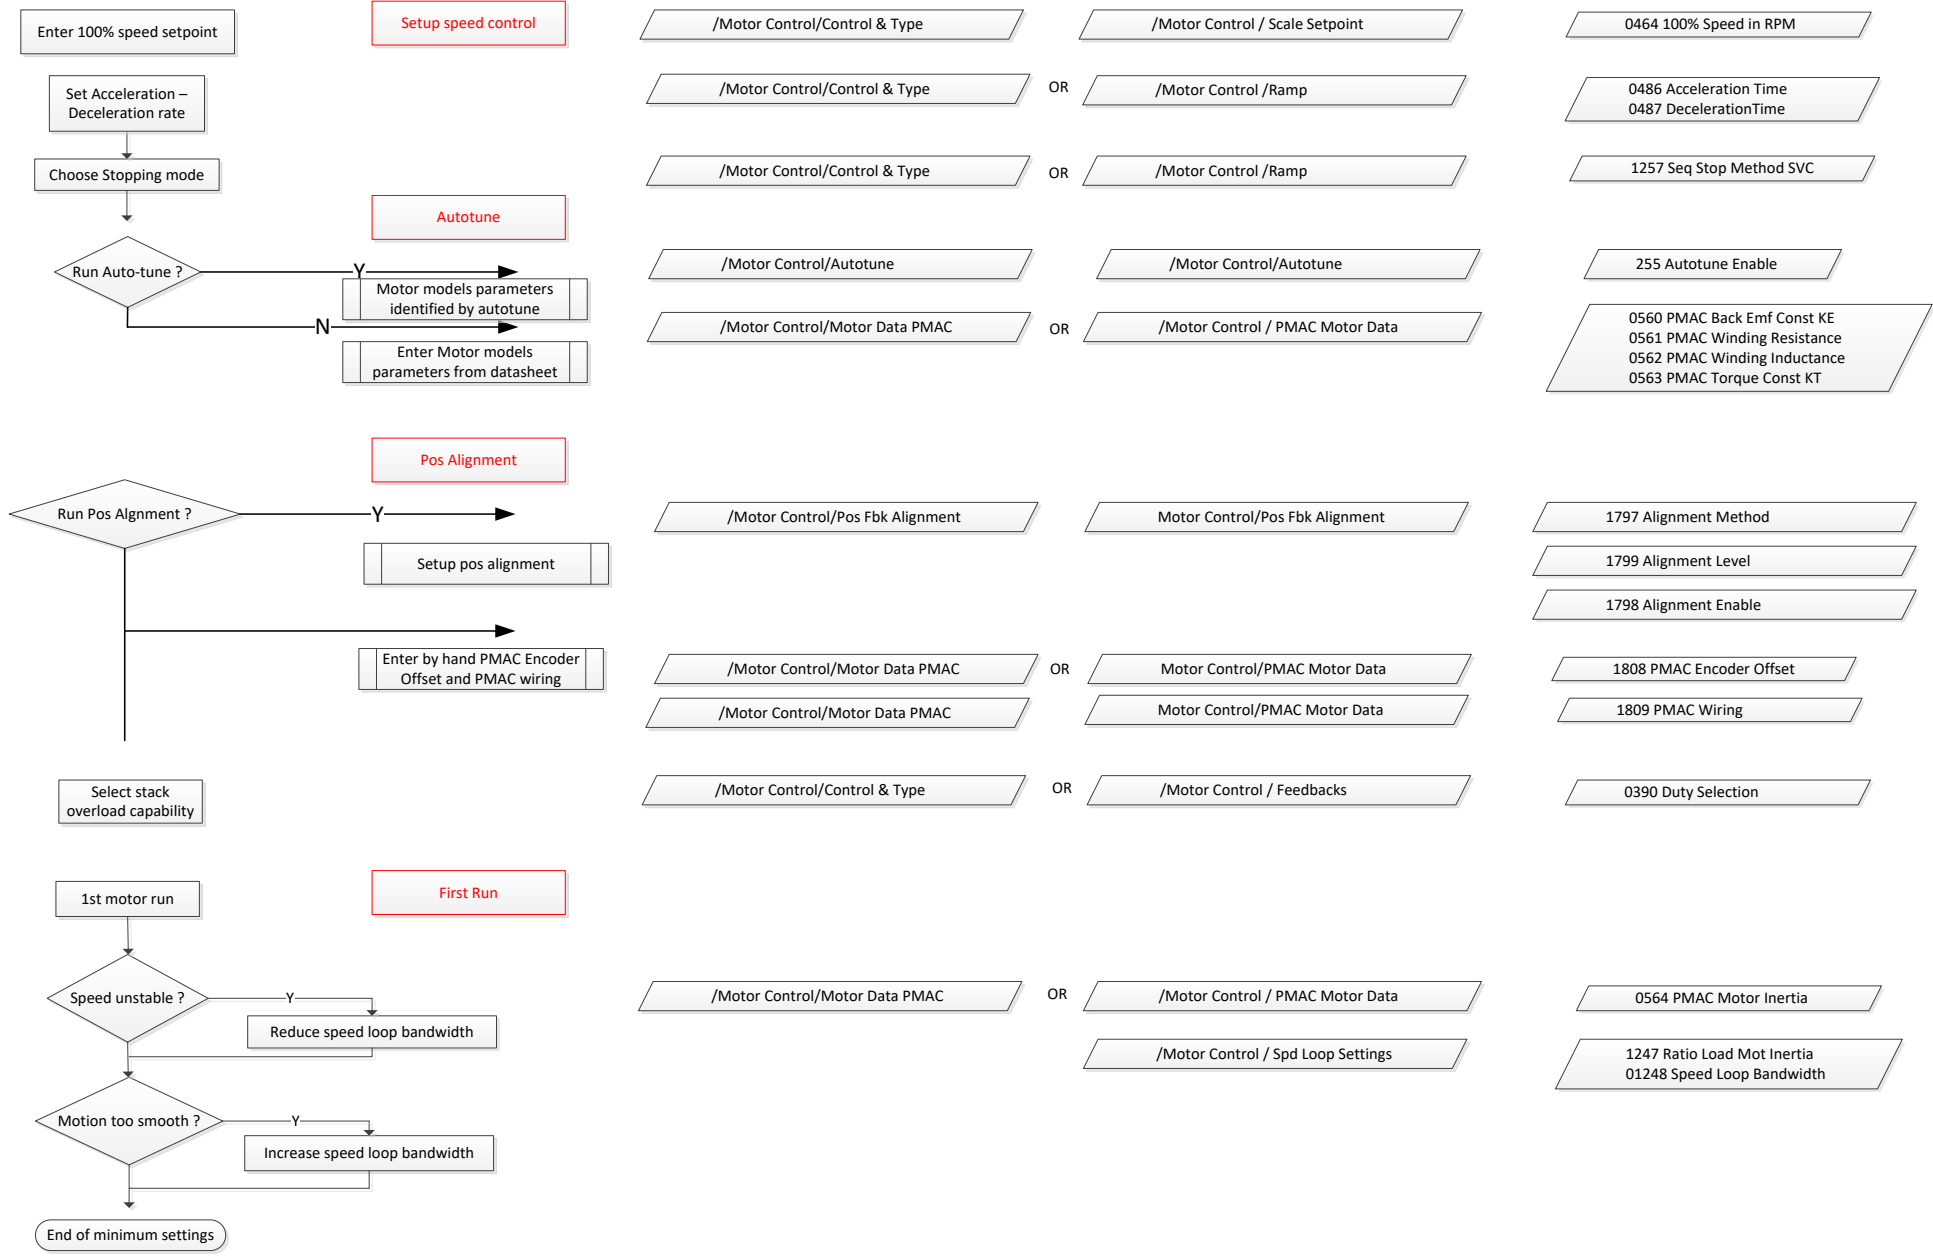 Enter 100% speed setpoint
Setup speed control
/Motor Control/Control & Type
/Motor Control / Scale Setpoint
0464 100% Speed in RPM
Set Acceleration –
Deceleration rate
/Motor Control/Control & Type
OR
/Motor Control /Ramp
0486 Acceleration Time
0487 DecelerationTime
Choose Stopping mode
/Motor Control/Control & Type
OR
/Motor Control /Ramp
1257 Seq Stop Method SVC
Autotune
Run Auto-tune ?
Y
Motor models parameters
identified by autotune
/Motor Control/Autotune
/Motor Control/Autotune
255 Autotune Enable
N
Enter Motor models
parameters from datasheet
/Motor Control/Motor Data PMAC
OR
/Motor Control / PMAC Motor Data
0560 PMAC Back Emf Const KE
0561 PMAC Winding Resistance
0562 PMAC Winding Inductance
0563 PMAC Torque Const KT
Pos Alignment
Run Pos Algnment ?
Y
Setup pos alignment
/Motor Control/Pos Fbk Alignment
Motor Control/Pos Fbk Alignment
1797 Alignment Method
1799 Alignment Level
1798 Alignment Enable
Enter by hand PMAC Encoder
Offset and PMAC wiring
/Motor Control/Motor Data PMAC
OR
Motor Control/PMAC Motor Data
1808 PMAC Encoder Offset
/Motor Control/Motor Data PMAC
Motor Control/PMAC Motor Data
1809 PMAC Wiring
Select stack
overload capability
/Motor Control/Control & Type
OR
/Motor Control / Feedbacks
0390 Duty Selection
1st motor run
First Run
Speed unstable ?
Y
Reduce speed loop bandwidth
/Motor Control/Motor Data PMAC
OR
/Motor Control / PMAC Motor Data
0564 PMAC Motor Inertia
/Motor Control / Spd Loop Settings
1247 Ratio Load Mot Inertia
01248 Speed Loop Bandwidth
Motion too smooth ?
Y
Increase speed loop bandwidth
End of minimum settings